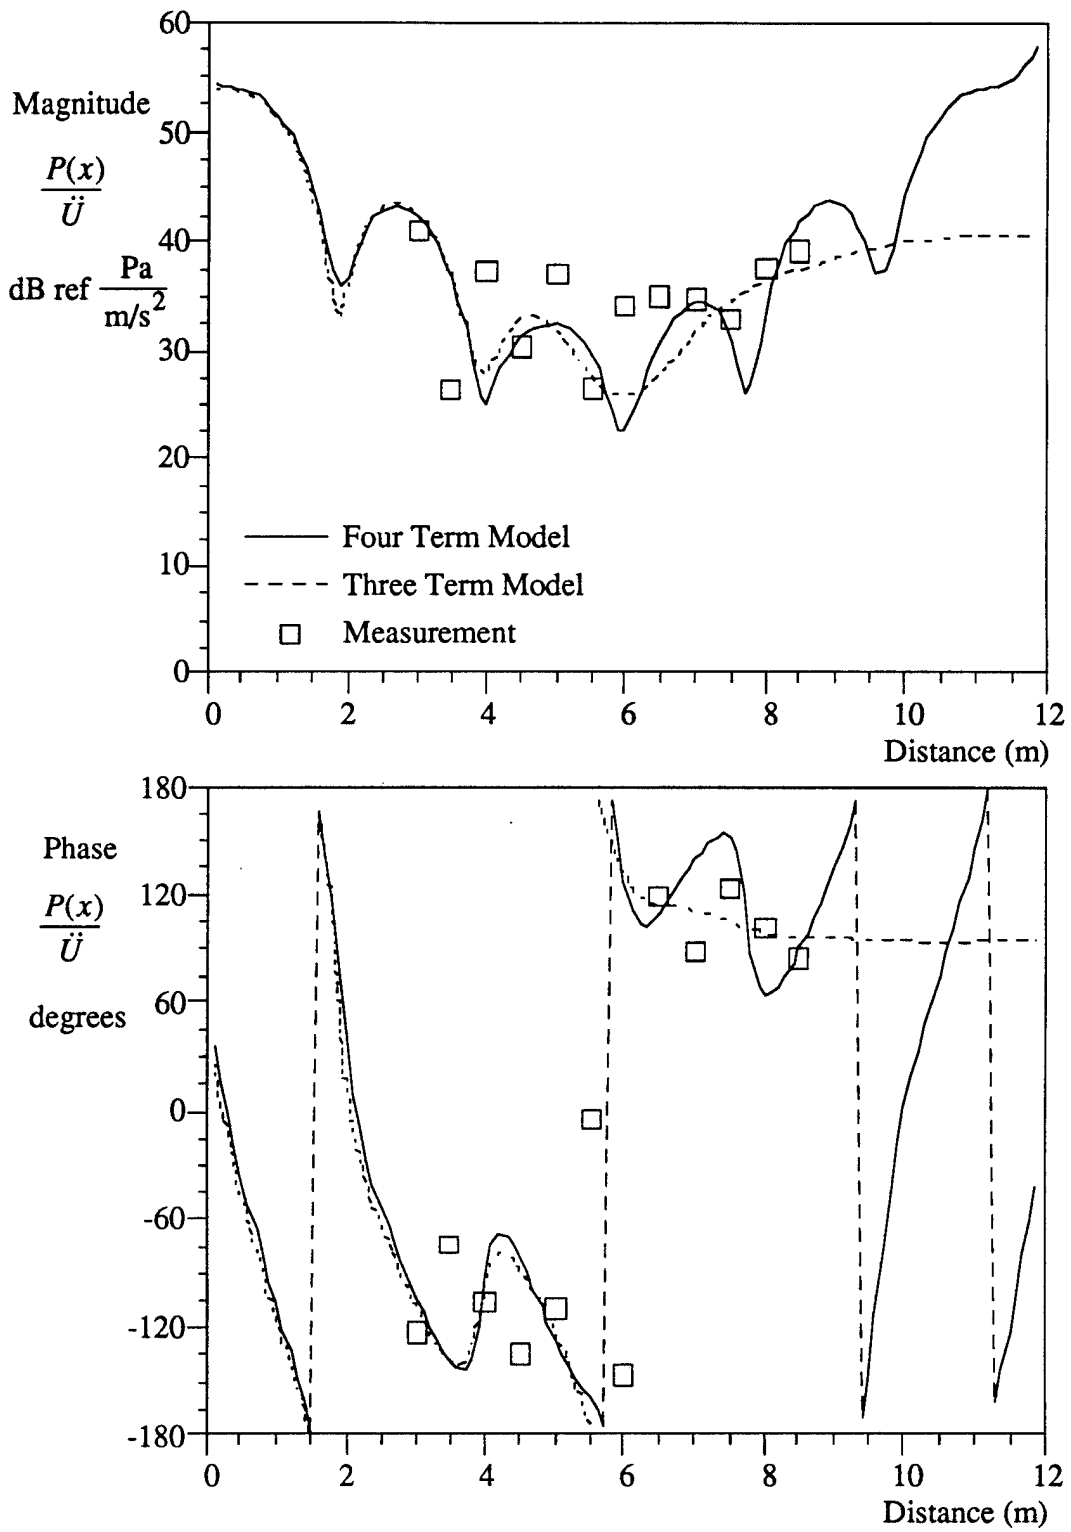 60
Magnitude
50
P(x)
Ü
40
dB ref Pa
m/s²
30
20
Four Term Model
10
Three Term Model
Measurement
0
0 2 4 6 8 10 12
Distance (m)
180
Phase
120
P(x)
Ü
60
degrees
0
-60
-120
-180
0 2 4 6 8 10 12
Distance (m)